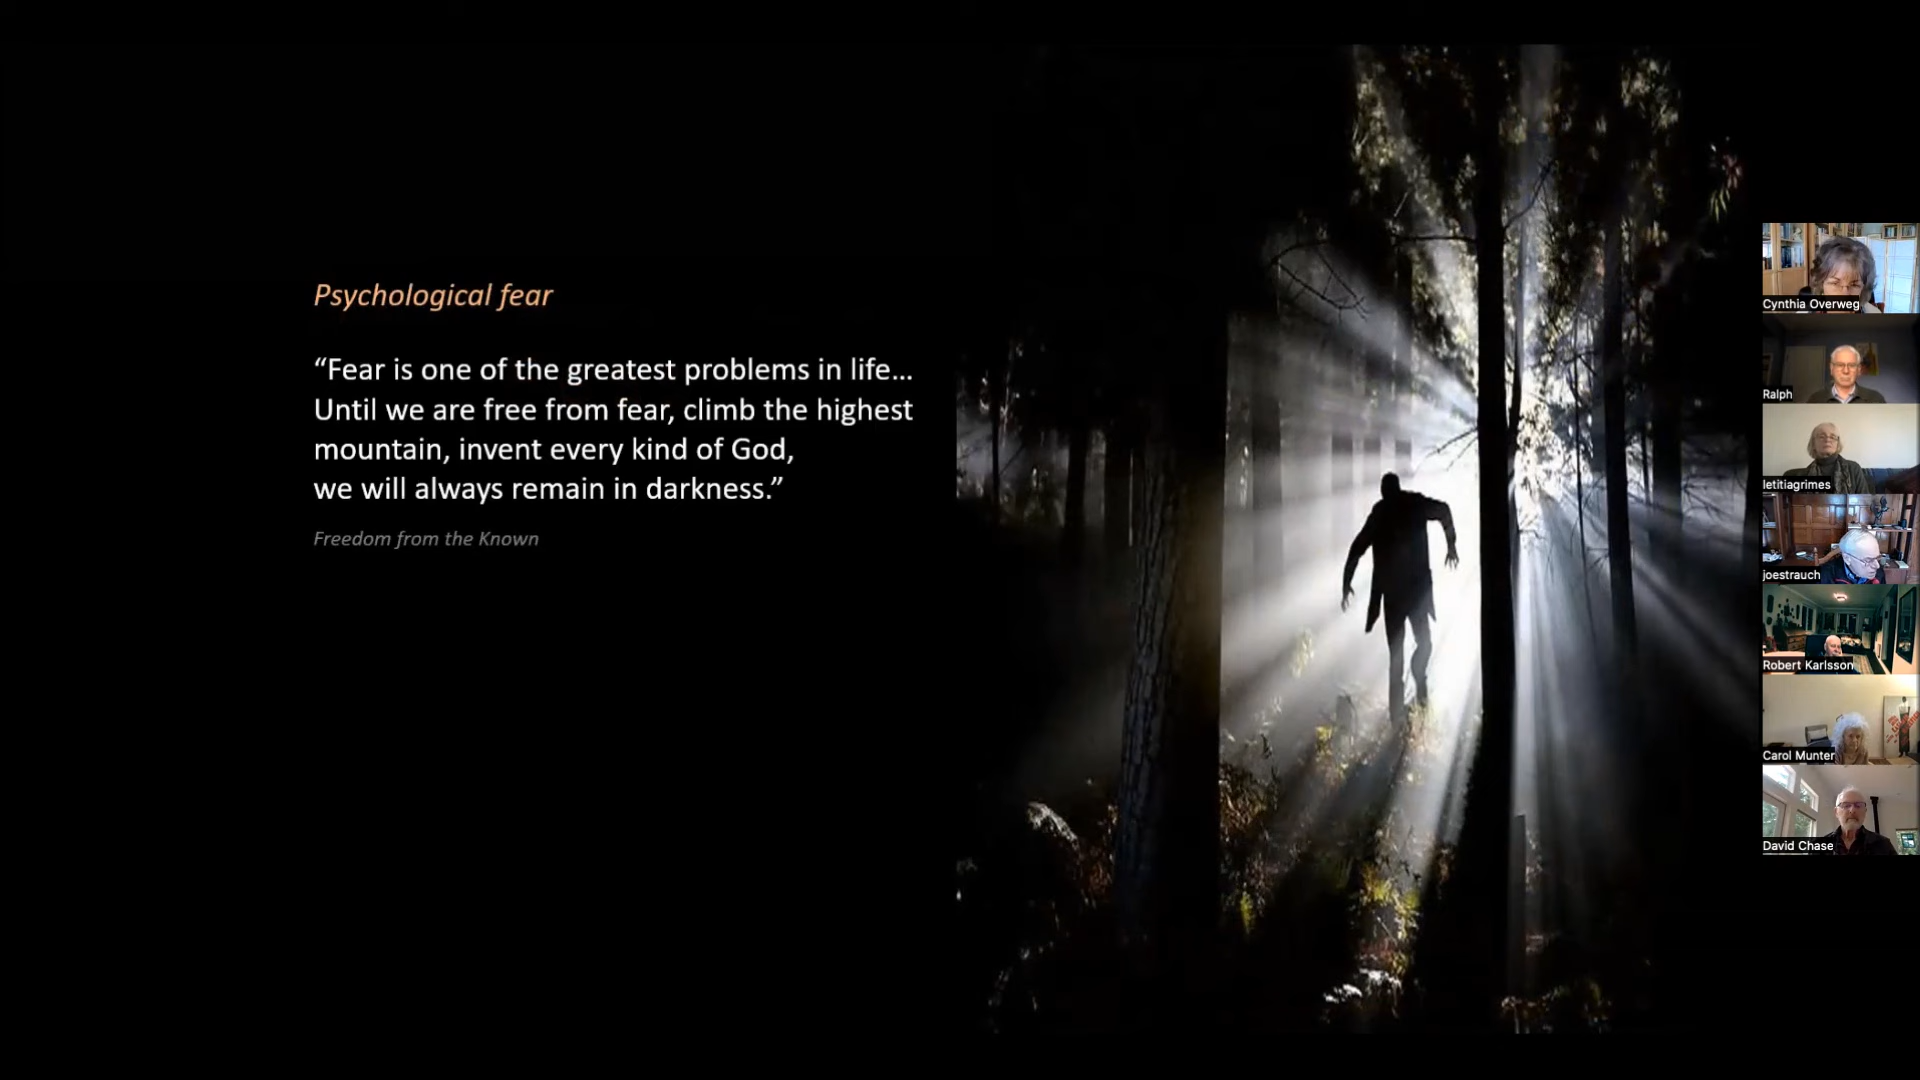 Psychological fear
“Fear is one of the greatest problems in life...
Until we are free from fear, climb the highest
mountain, invent every kind of God,
we will always remain in darkness.”
Freedom from the Known
Cynthia Overweg
Ralph
letitiagrimes
joestrauch
Robert Karlsson
Carol Munter
David Chase